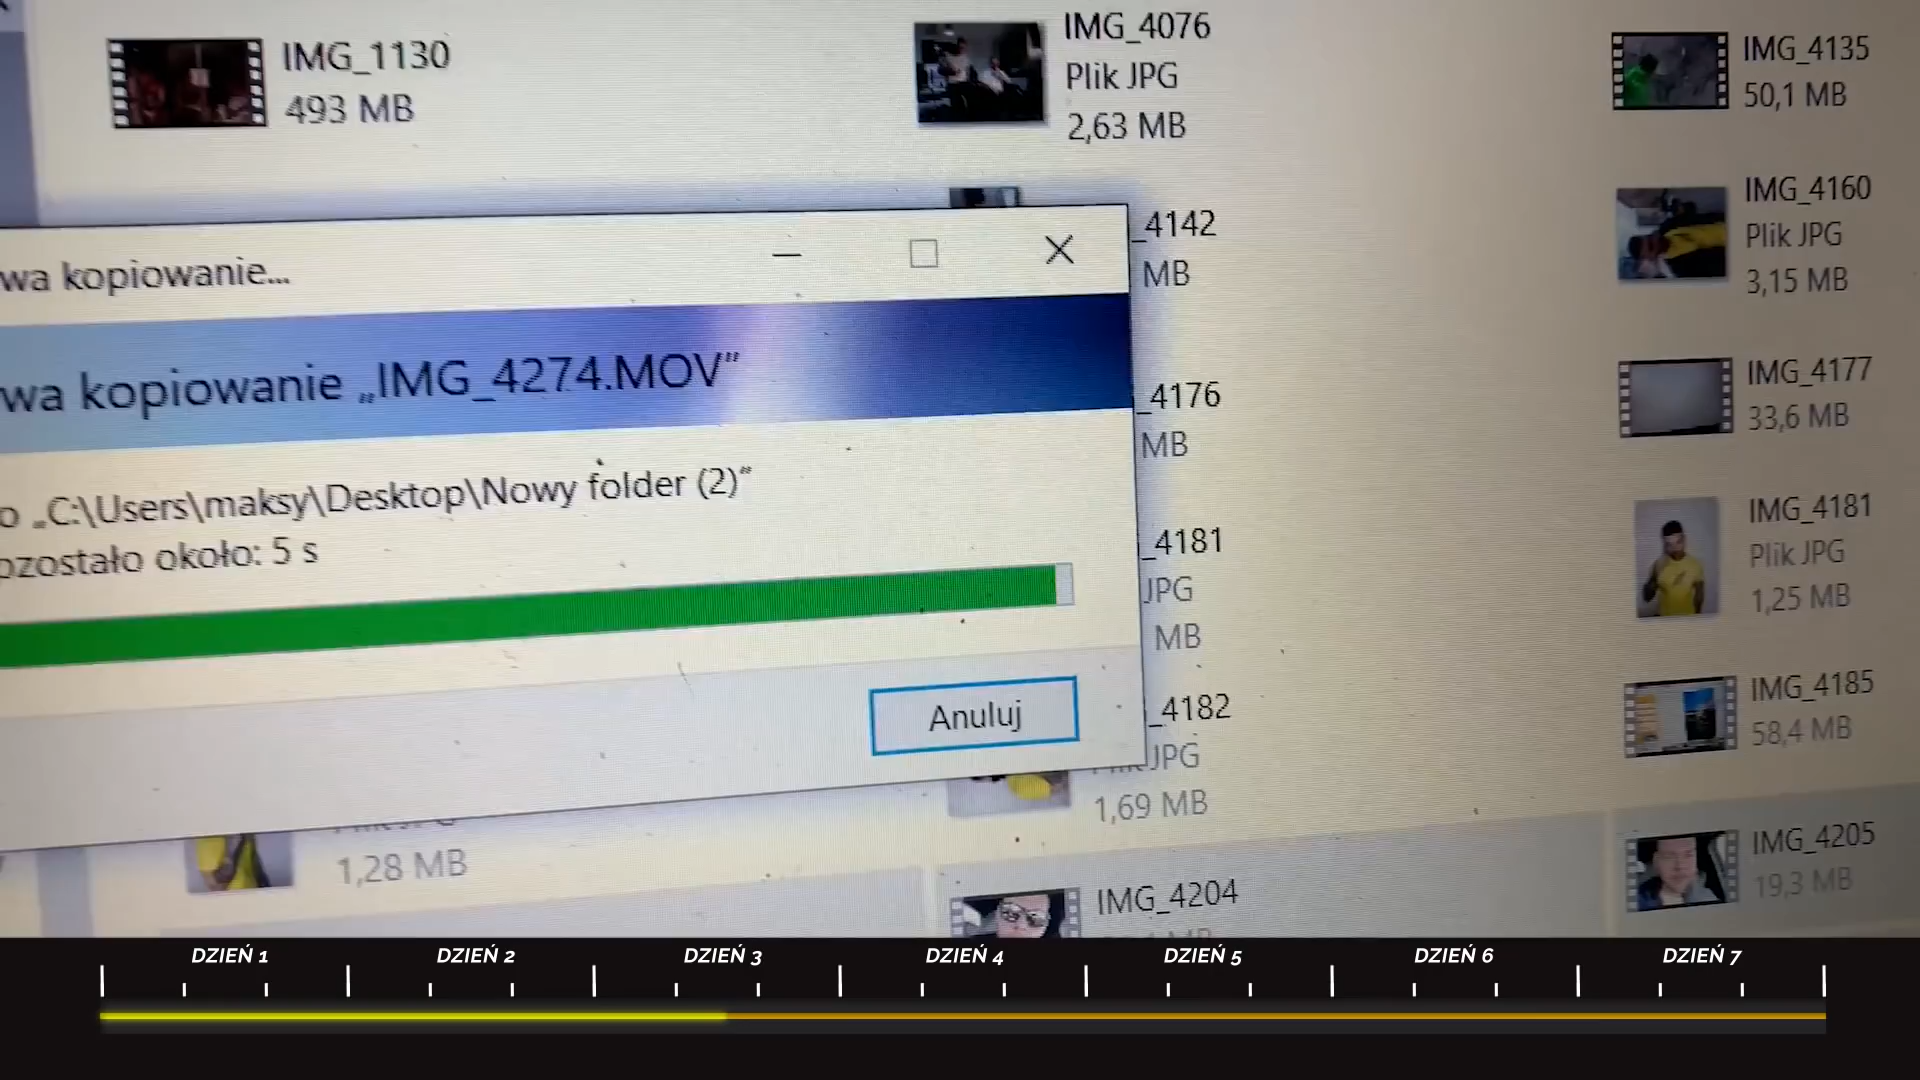 IMG_1130
493 MB
IMG_4076
Plik JPG
2,63 MB
IMG_4135
50,1 MB
IMG_4160
Plik JPG
3,15 MB
_4142
MB
wa kopiowanie...
wa kopiowanie „IMG_4274.MOV"
o „C:\Users\maksy\Desktop\Nowy folder (2)"
ozostało około: 5 s
Anuluj
_4176
MB
IMG_4177
33,6 MB
_4181
JPG
MB
IMG_4181
Plik JPG
1,25 MB
_4182
JPG
1,69 MB
IMG_4185
58,4 MB
1,28 MB
IMG_4204
IMG_4205
19,3 MB
DZIEŃ 1
DZIEŃ 2
DZIEŃ 3
DZIEŃ 4
DZIEŃ 5
DZIEŃ 6
DZIEŃ 7